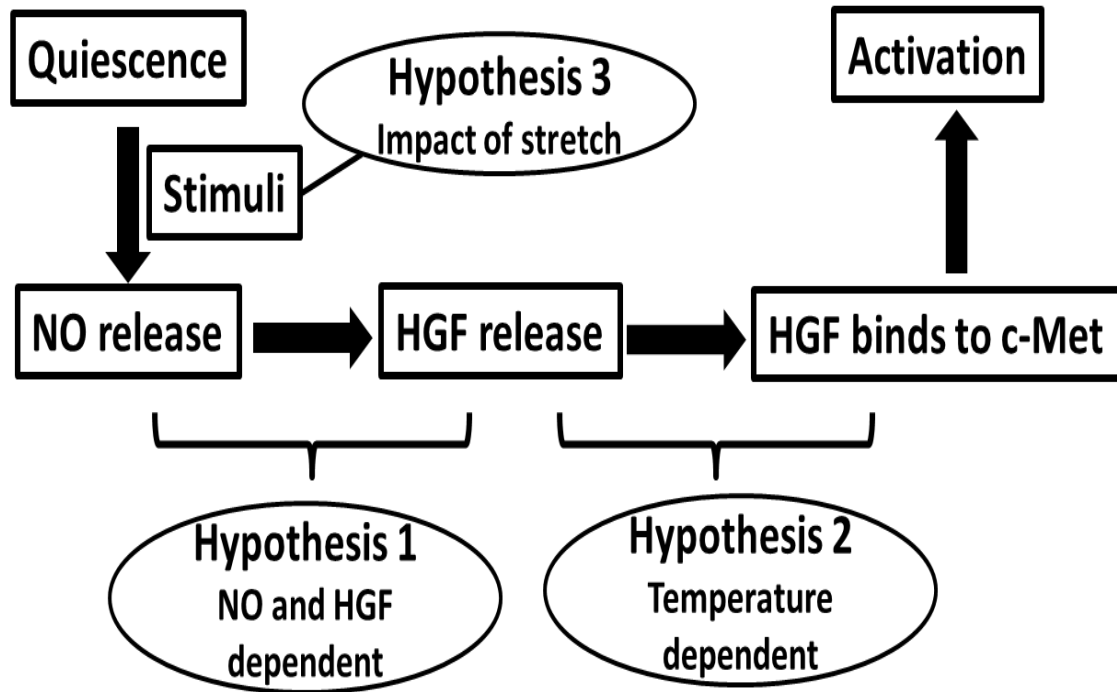 Quiescence
Hypothesis 3
Impact of stretch
Activation
Stimuli
NO release
HGF release
HGF binds to c-Met
Hypothesis 1
NO and HGF
dependent
Hypothesis 2
Temperature
dependent